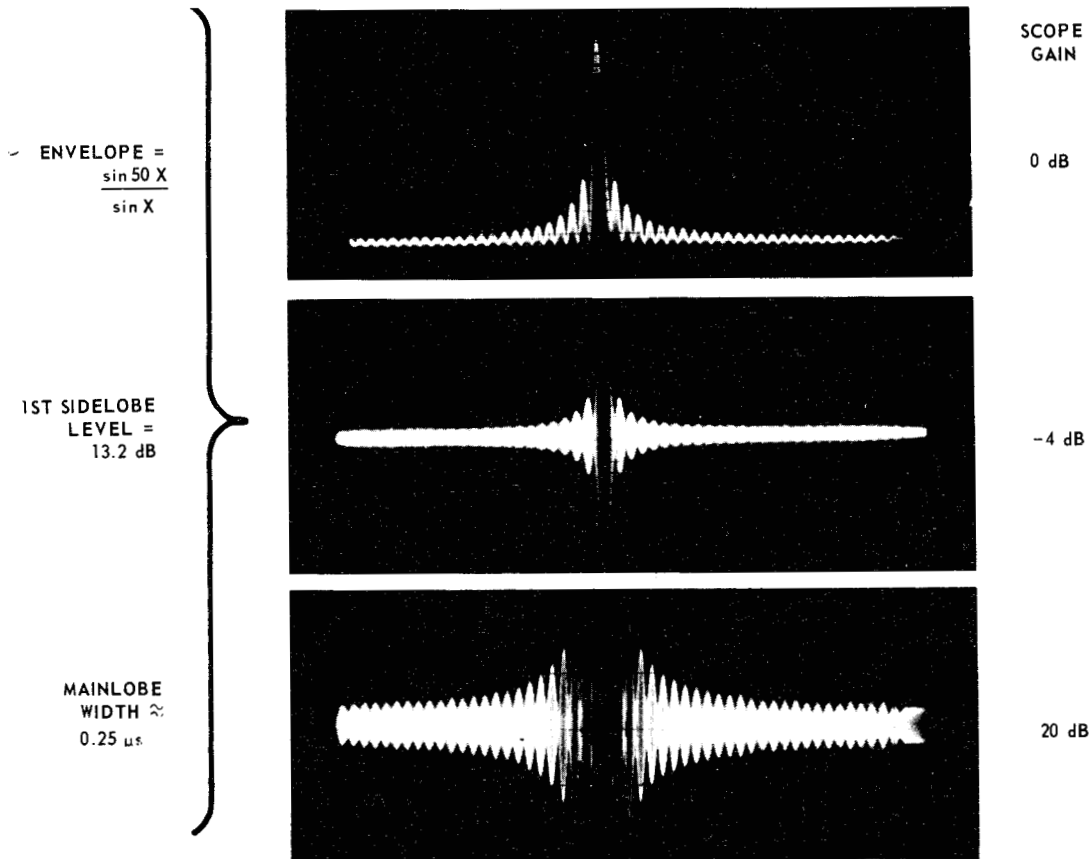 SCOPE
GAIN
ENVELOPE =
sin 50 X
sin X
0 dB
1ST SIDELOBE
LEVEL =
13.2 dB
-4 dB
MAINLOBE
WIDTH ≈
0.25 μs
20 dB